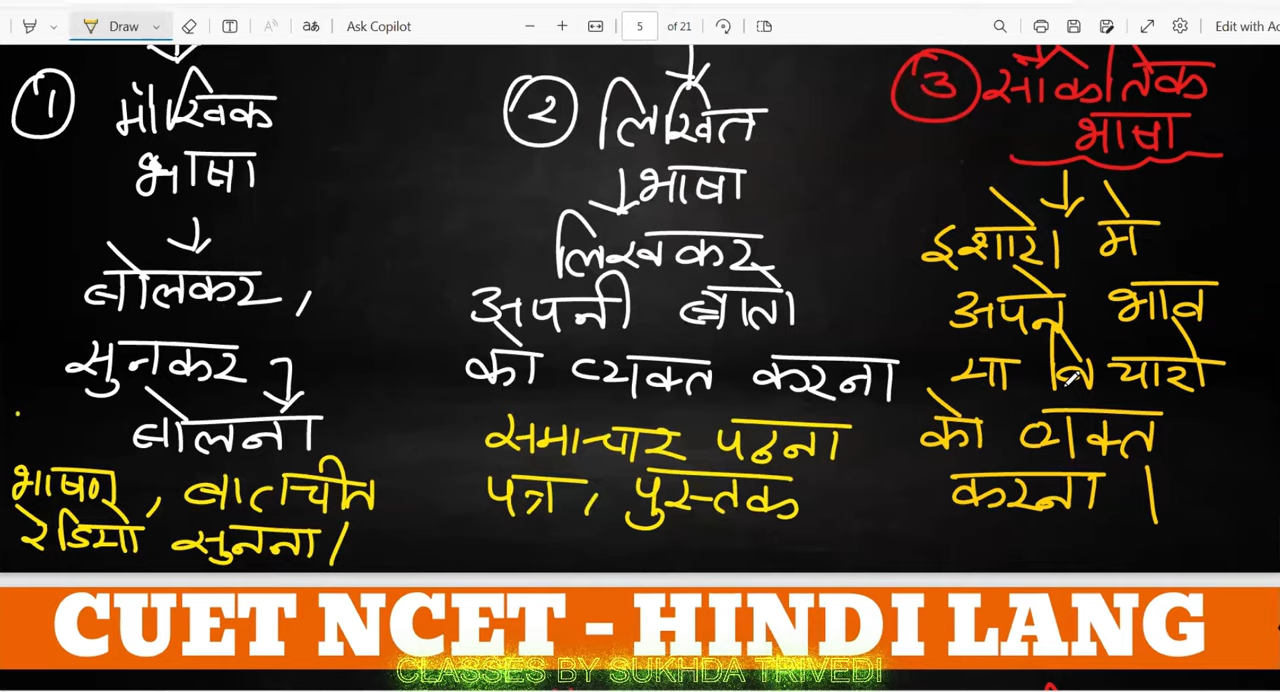 Draw
Ask Copilot
5 of 21
Edit with Ac
1 मौखिक
भाषा
बोलकर,
सुनकर
बोलना
भाषण, बातचीत
रेडियो सुनना।
2 लिखित
भाषा
लिखकर
अपनी बातों
को व्यक्त करना
समाचार पढना
पत्र, पुस्तक
3 सांकेतिक
भाषा
इशारों में
अपने भाव
या विचारों
को व्यक्त
करना।
CUET NCET - HINDI LANG
CLASSES BY SUKHDA TRIVEDI